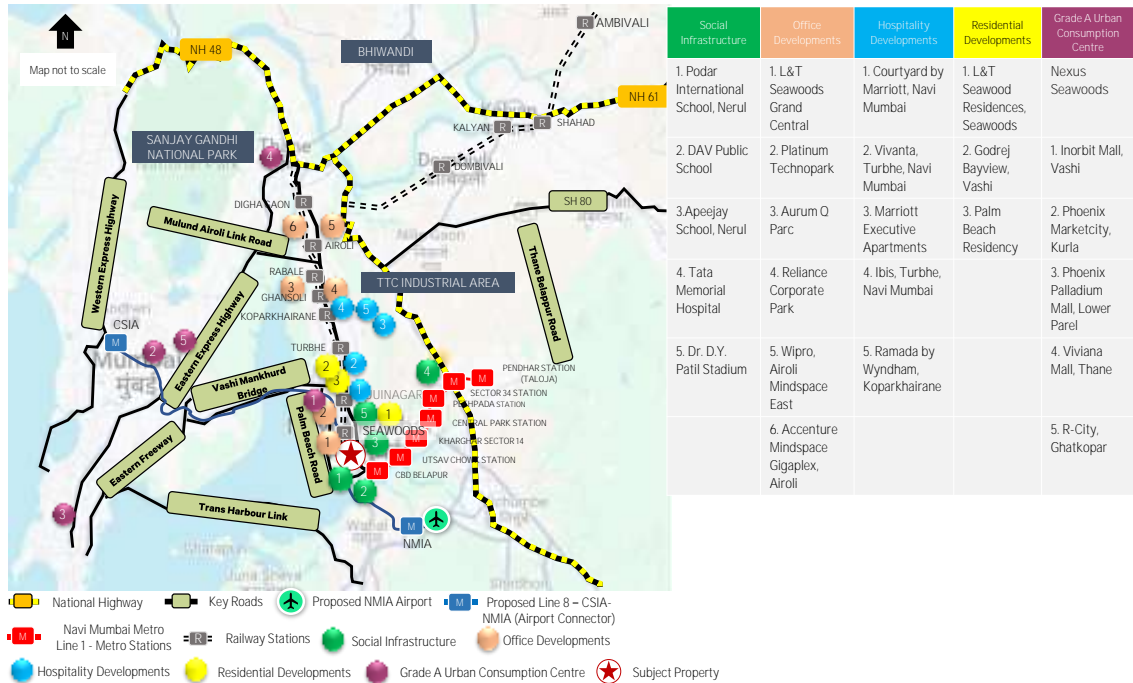 N
Map not to scale
NH 48
BHIWANDI
AMBIVALI
NH 61
KALYAN
SHAHAD
DOMBIVALI
SANJAY GANDHI
NATIONAL PARK
SH 80
DIGHA GAON
Mulund Airoli Link Road
AIROLI
Western Express Highway
RABALE
GHANSOLI
KOPARKHAIRANE
TTC INDUSTRIAL AREA
Thane Belappur Road
Eastern Express Highway
CSIA
मुंबई
TURBHE
Vashi Mankhurd
Bridge
PENDHAR STATION
(TALOJA)
SECTOR 34 STATION
CENTRAL PARK STATION
KHARGHAR SECTOR 14
UTSAV CHOWK STATION
CBD BELAPUR
SEAWOODS
Palm Beach Road
Eastern Freeway
Trans Harbour Link
NMIA
National Highway
Key Roads
Proposed NMIA Airport
Proposed Line 8 – CSIA-
NMIA (Airport Connector)
Navi Mumbai Metro
Line 1 - Metro Stations
Railway Stations
Social Infrastructure
Office Developments
Hospitality Developments
Residential Developments
Grade A Urban Consumption Centre
Subject Property
Social
Infrastructure
Office
Developments
Hospitality
Developments
Residential
Developments
Grade A Urban
Consumption
Centre
1. Podar
International
School, Nerul
1. L&T
Seawoods
Grand
Central
1. Courtyard by
Marriott, Navi
Mumbai
1. L&T
Seawood
Residences,
Seawoods
Nexus
Seawoods
2. DAV Public
School
2. Platinum
Technopark
2. Vivanta,
Turbhe, Navi
Mumbai
2. Godrej
Bayview,
Vashi
1. Inorbit Mall,
Vashi
3.Apeejay
School, Nerul
3. Aurum Q
Parc
3. Marriott
Executive
Apartments
3. Palm
Beach
Residency
2. Phoenix
Marketcity,
Kurla
4. Tata
Memorial
Hospital
4. Reliance
Corporate
Park
4. Ibis, Turbhe,
Navi Mumbai
3. Phoenix
Palladium
Mall, Lower
Parel
5. Dr. D.Y.
Patil Stadium
5. Wipro,
Airoli
Mindspace
East
5. Ramada by
Wyndham,
Koparkhairane
4. Viviana
Mall, Thane
6. Accenture
Mindspace
Gigaplex,
Airoli
5. R-City,
Ghatkopar